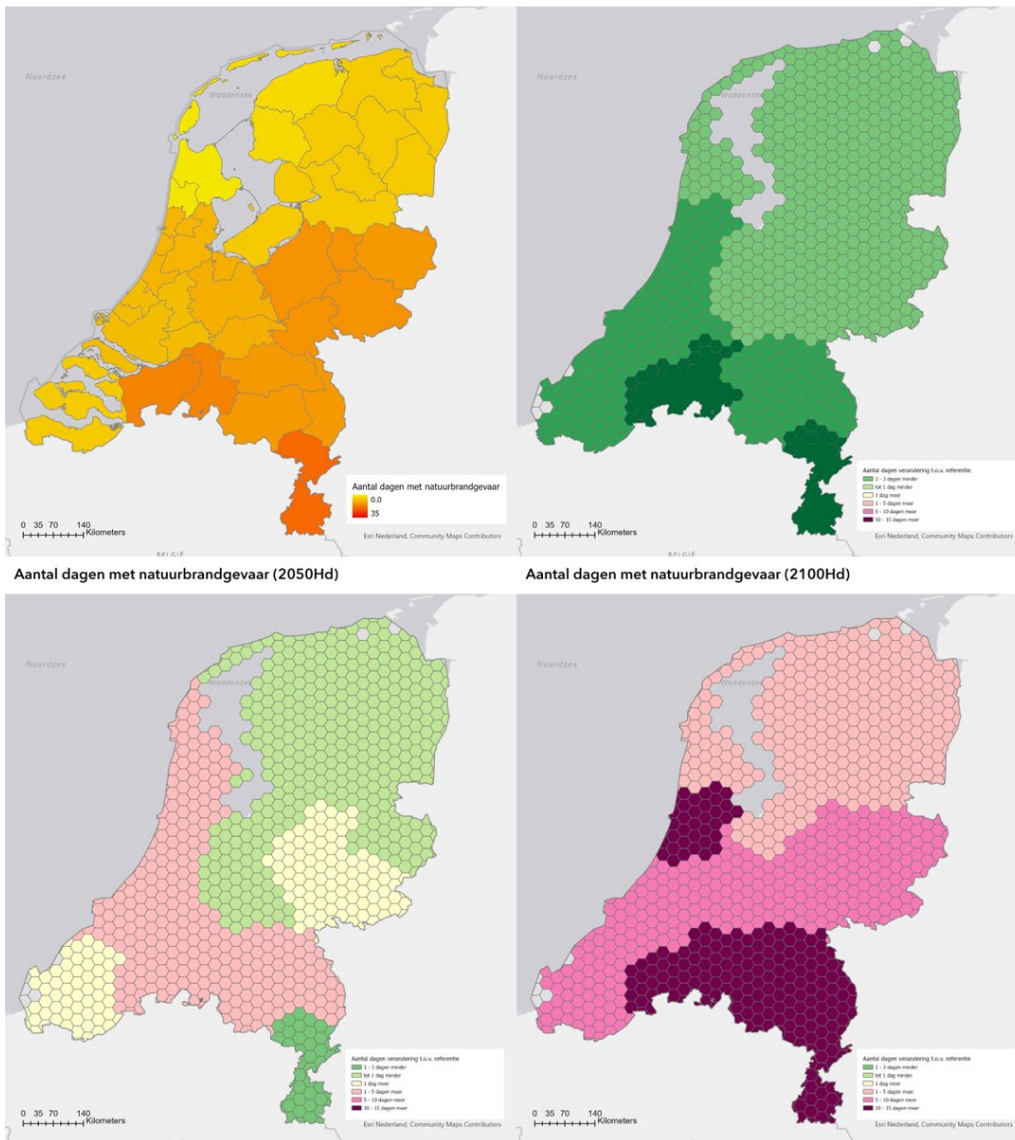 Noordzee
Waddenzee
Aantal dagen met natuurbrandgevaar
0.0
35
0 35 70 140
Kilometers
Esri Nederland, Community Maps Contributors
BELGIË
Noordzee
Waddenzee
Aantal dagen verandering t.o.v. referentie
1 - 3 dagen minder
tot 1 dag minder
1 dag meer
1 - 5 dagen meer
5 - 10 dagen meer
10 - 15 dagen meer
0 35 70 140
Kilometers
Esri Nederland, Community Maps Contributors
BELGIË
Aantal dagen met natuurbrandgevaar (2050Hd)
Aantal dagen met natuurbrandgevaar (2100Hd)
Noordzee
Waddenzee
Aantal dagen verandering t.o.v. referentie
1 - 3 dagen minder
tot 1 dag minder
1 dag meer
1 - 5 dagen meer
5 - 10 dagen meer
10 - 15 dagen meer
0 35 70 140
Kilometers
Esri Nederland, Community Maps Contributors
Noordzee
Waddenzee
Aantal dagen verandering t.o.v. referentie
1 - 3 dagen minder
tot 1 dag minder
1 dag meer
1 - 5 dagen meer
5 - 10 dagen meer
10 - 15 dagen meer
0 35 70 140
Kilometers
Esri Nederland, Community Maps Contributors